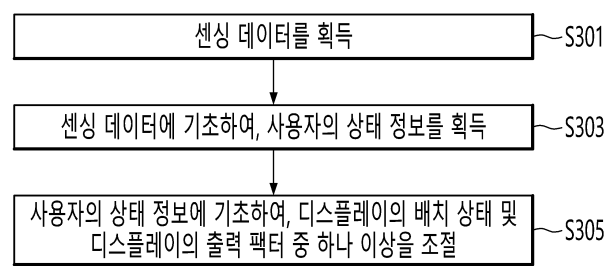 센싱 데이터를 획득
S301
센싱 데이터에 기초하여, 사용자의 상태 정보를 획득
S303
사용자의 상태 정보에 기초하여, 디스플레이의 배치 상태 및
디스플레이의 출력 팩터 중 하나 이상을 조절
S305